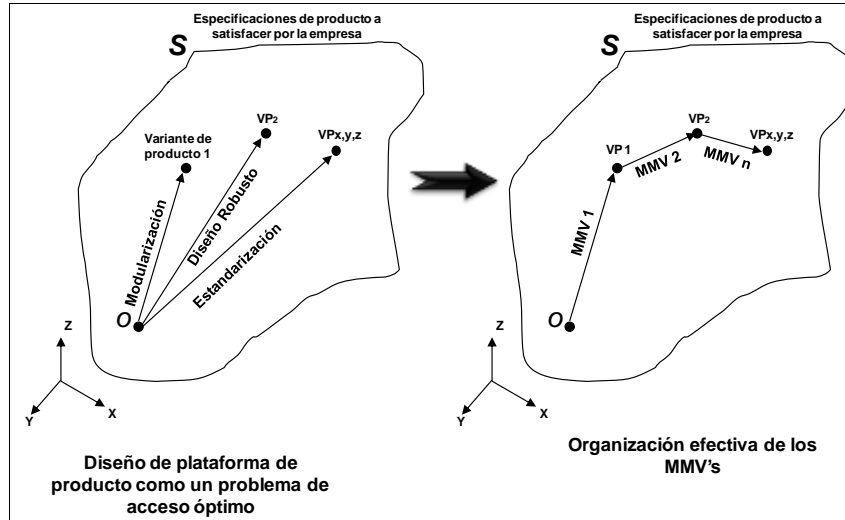 Especificaciones de producto a
satisfacer por la empresa
S
Variante de
producto 1
VP2
VPx,y,z
Modularización
Diseño Robusto
Estandarización
O
Z
X
Y
Diseño de plataforma de
producto como un problema de
acceso óptimo
Especificaciones de producto a
satisfacer por la empresa
S
VP 1
VP2
VPx,y,z
MMV 1
MMV 2
MMV n
O
Z
X
Y
Organización efectiva de los
MMV's